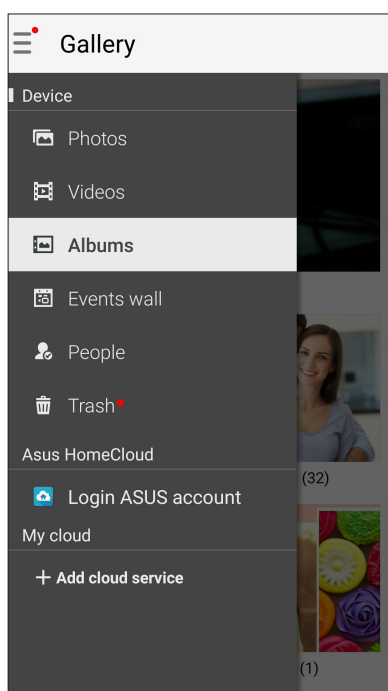 Gallery
Device
Photos
Videos
Albums
Events wall
People
Trash
Asus HomeCloud
Login ASUS account
(32)
My cloud
+ Add cloud service
(1)